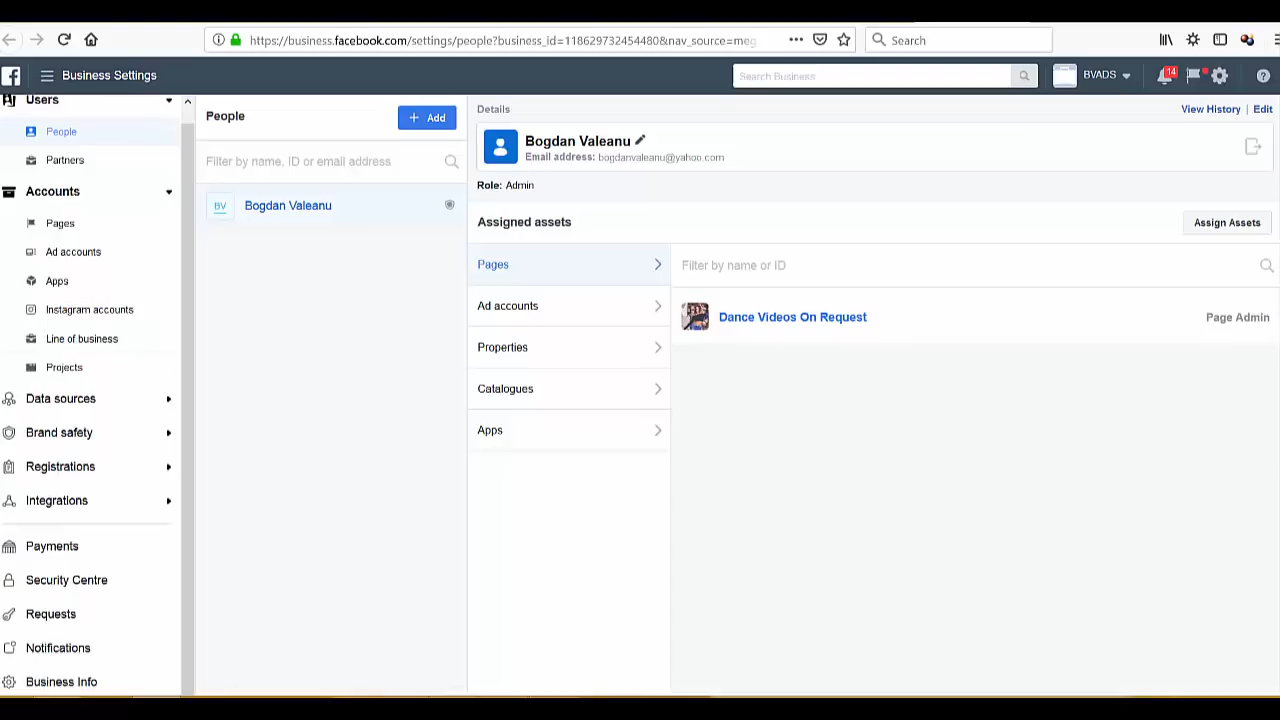 https://business.facebook.com/settings/people?business_id=118629732454480&nav_source=meg
Search
Business Settings
Search Business
BVADS
14
Users
People
Partners
Accounts
Pages
Ad accounts
Apps
Instagram accounts
Line of business
Projects
Data sources
Brand safety
Registrations
Integrations
Payments
Security Centre
Requests
Notifications
Business Info
People
+ Add
Filter by name, ID or email address
BV
Bogdan Valeanu
Details
View History | Edit
Bogdan Valeanu
Email address: bogdanvaleanu@yahoo.com
Role: Admin
Assigned assets
Assign Assets
Pages
Ad accounts
Properties
Catalogues
Apps
Filter by name or ID
Dance Videos On Request
Page Admin